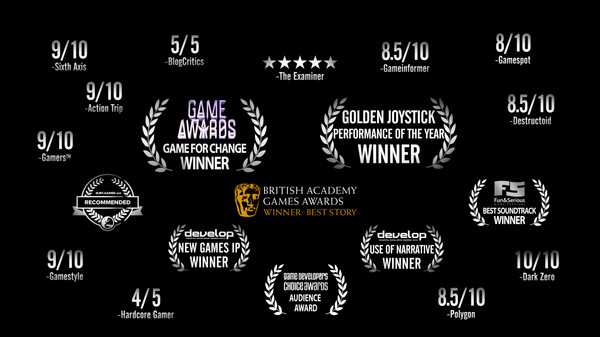 9/10
-Sixth Axis
5/5
-BlogCritics
-The Examiner
8.5/10
-Gameinformer
8/10
-Gamespot
9/10
-Action Trip
GAME
AWARDS
GAME FOR CHANGE
WINNER
GOLDEN JOYSTICK
PERFORMANCE OF THE YEAR
WINNER
8.5/10
-Destructoid
9/10
-Gamers™
RECOMMENDED
BRITISH ACADEMY
GAMES AWARDS
WINNER - BEST STORY
FS
Fun&Serious
BEST SOUNDTRACK
WINNER
develop
NEW GAMES IP
WINNER
develop
USE OF NARRATIVE
WINNER
9/10
-Gamestyle
game developers
choice awards
AUDIENCE
AWARD
10/10
-Dark Zero
4/5
-Hardcore Gamer
8.5/10
-Polygon